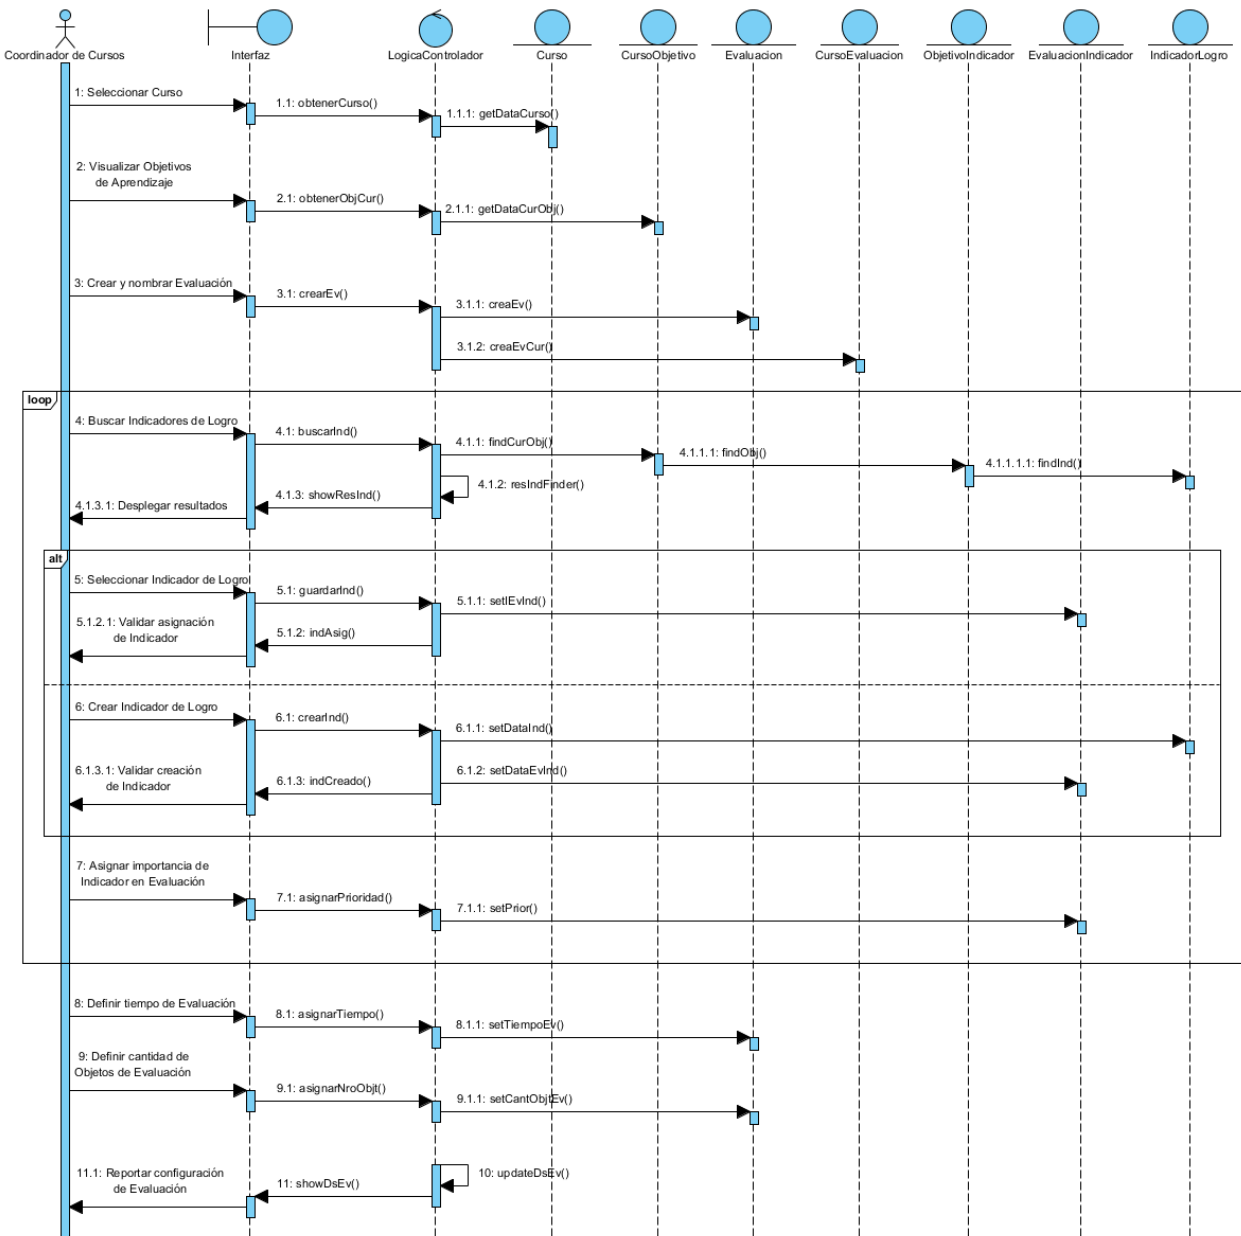 Coordinador de Cursos
Interfaz
LogicaControlador
Curso
CursoObjetivo
Evaluacion
CursoEvaluacion
ObjetivoIndicador
EvaluacionIndicador
IndicadorLogro
1: Seleccionar Curso
1.1: obtenerCurso()
1.1.1: getDataCurso()
2: Visualizar Objetivos
de Aprendizaje
2.1: obtenerObjCur()
2.1.1: getDataCurObj()
3: Crear y nombrar Evaluación
3.1: crearEv()
3.1.1: creaEv()
3.1.2: creaEvCur()
loop
4: Buscar Indicadores de Logro
4.1: buscarInd()
4.1.1: findCurObj()
4.1.1.1: findObj()
4.1.1.1.1: findInd()
4.1.2: resIndFinder()
4.1.3: showResInd()
4.1.3.1: Desplegar resultados
alt
5: Seleccionar Indicador de Logro
5.1: guardarInd()
5.1.1: setIEvInd()
5.1.2.1: Validar asignación
de Indicador
5.1.2: indAsig()
6: Crear Indicador de Logro
6.1: crearInd()
6.1.1: setDataInd()
6.1.3.1: Validar creación
de Indicador
6.1.3: indCreado()
6.1.2: setDataEvInd()
7: Asignar importancia de
Indicador en Evaluación
7.1: asignarPrioridad()
7.1.1: setPrior()
8: Definir tiempo de Evaluación
8.1: asignarTiempo()
8.1.1: setTiempoEv()
9: Definir cantidad de
Objetos de Evaluación
9.1: asignarNroObjt()
9.1.1: setCantObjtEv()
11.1: Reportar configuración
de Evaluación
11: showDsEv()
10: updateDsEv()